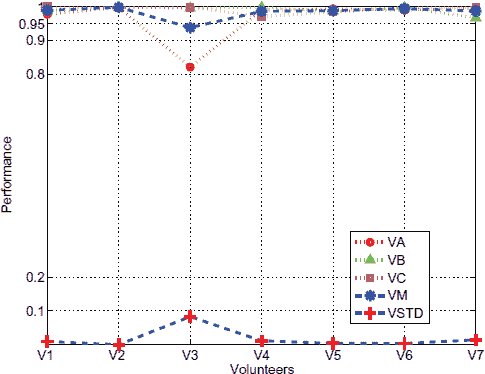 1
0.95
0.9
0.8
Performance
0.2
0.1
VA
VB
VC
VM
VSTD
V1 V2 V3 V4 V5 V6 V7
Volunteers